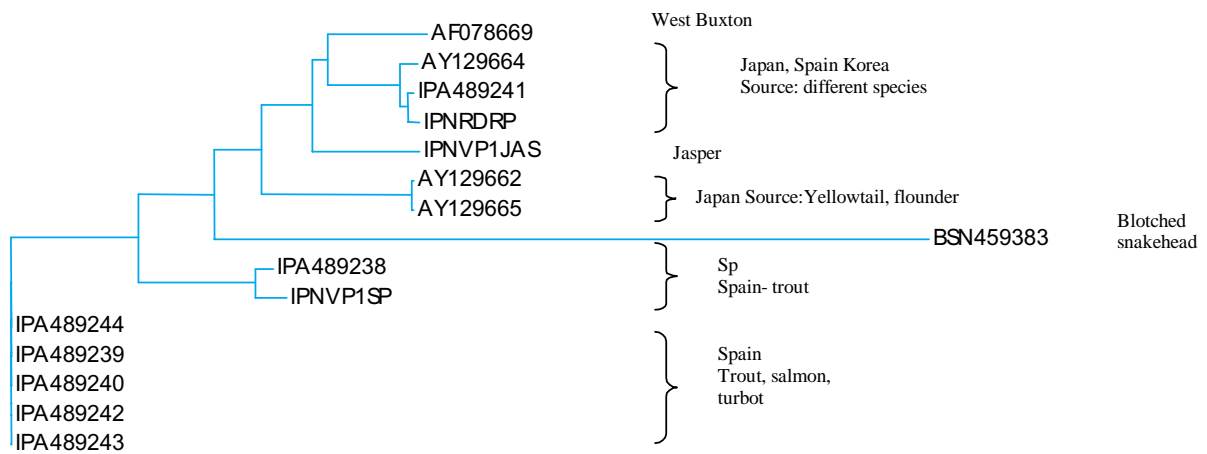 West Buxton
AF078669
AY129664
IPA489241
IPNRDRP
Japan, Spain Korea
Source: different species
IPNVP1JAS
Jasper
AY129662
AY129665
Japan Source:Yellowtail, flounder
BSN459383
Blotched
snakehead
IPA489238
IPNVP1SP
Sp
Spain- trout
IPA489244
IPA489239
IPA489240
IPA489242
IPA489243
Spain
Trout, salmon,
turbot